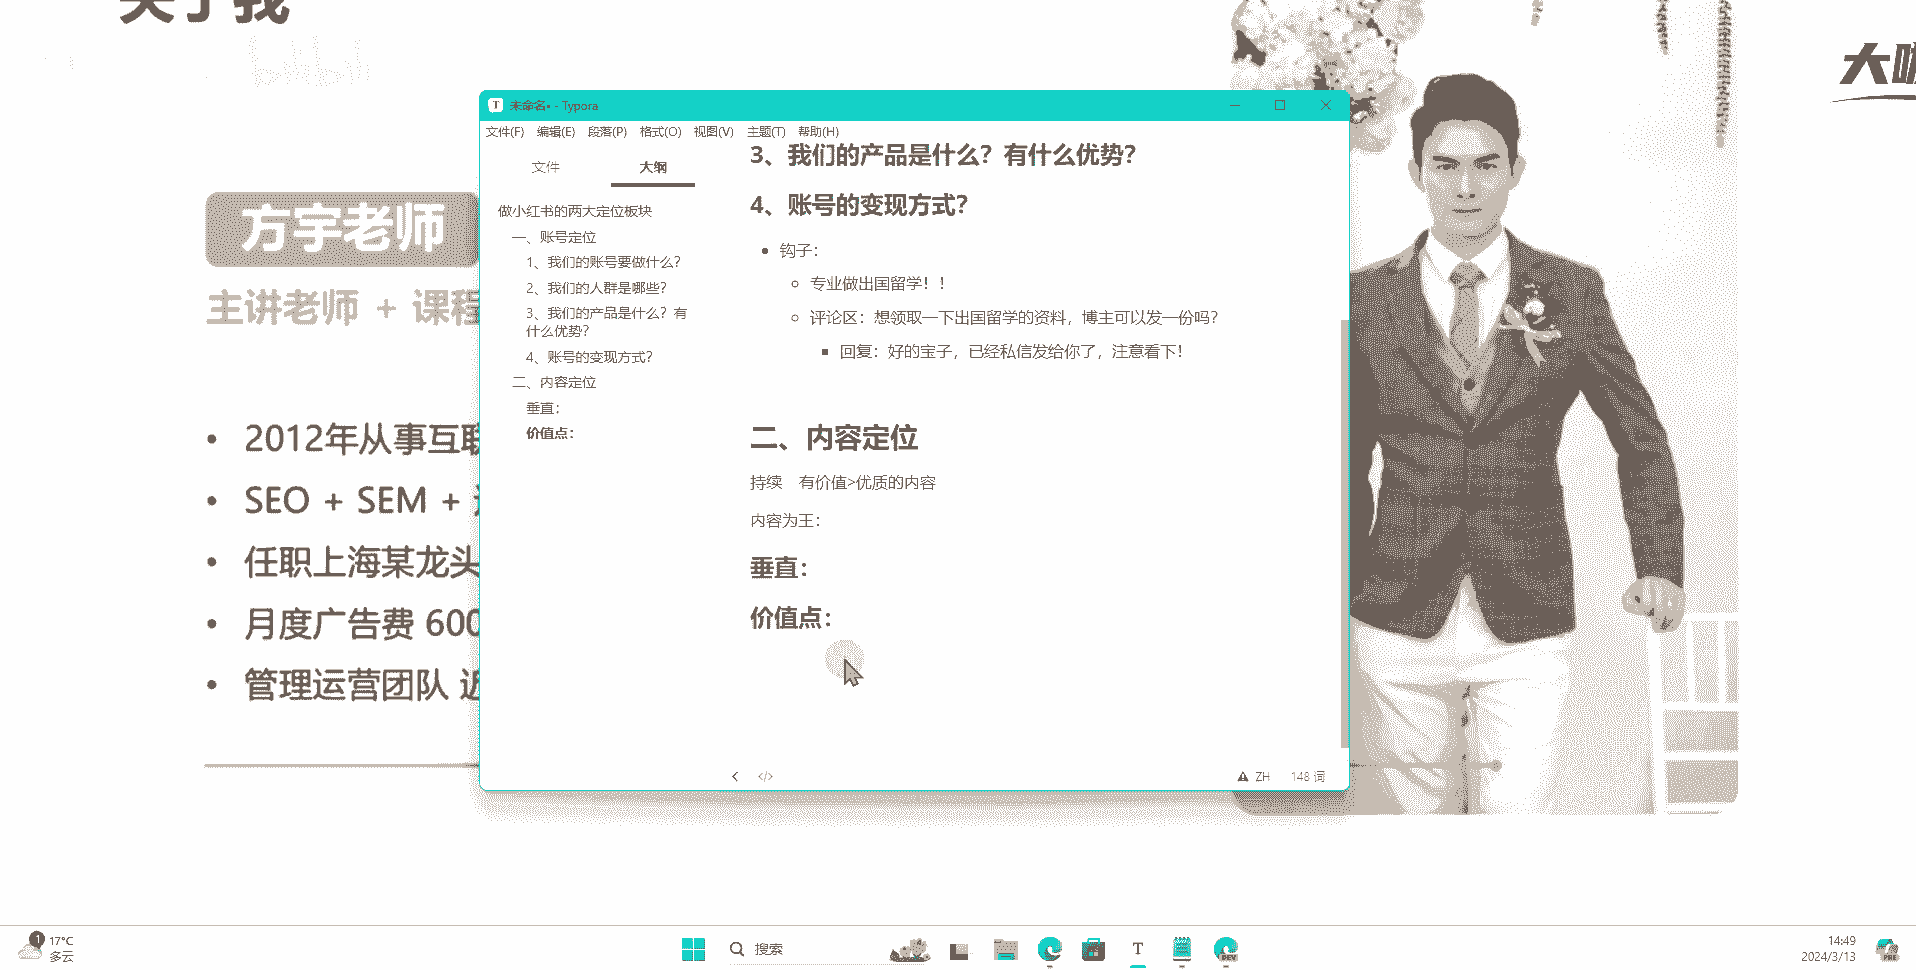 关于我
bilibili
大咖
方宇老师
主讲老师 + 课程
• 2012年从事互联
• SEO + SEM +
• 任职上海某龙头
• 月度广告费 600
• 管理运营团队 近
未命名• - Typora
文件(F) 编辑(E) 段落(P) 格式(O) 视图(V) 主题(T) 帮助(H)
文件 大纲
做小红书的两大定位板块
一、账号定位
1、我们的账号要做什么？
2、我们的人群是哪些？
3、我们的产品是什么？有
什么优势？
4、账号的变现方式？
二、内容定位
垂直：
价值点：
3、我们的产品是什么？有什么优势？
4、账号的变现方式？
• 钩子：
○ 专业做出国留学！！
○ 评论区：想领取一下出国留学的资料，博主可以发一份吗？
▪ 回复：好的宝子，已经私信发给你了，注意看下！
二、内容定位
持续 有价值>优质的内容
内容为王：
垂直：
价值点：
ZH 148 词
1
17°C
多云
搜索
T
DEV
14:49
2024/3/13
PRE